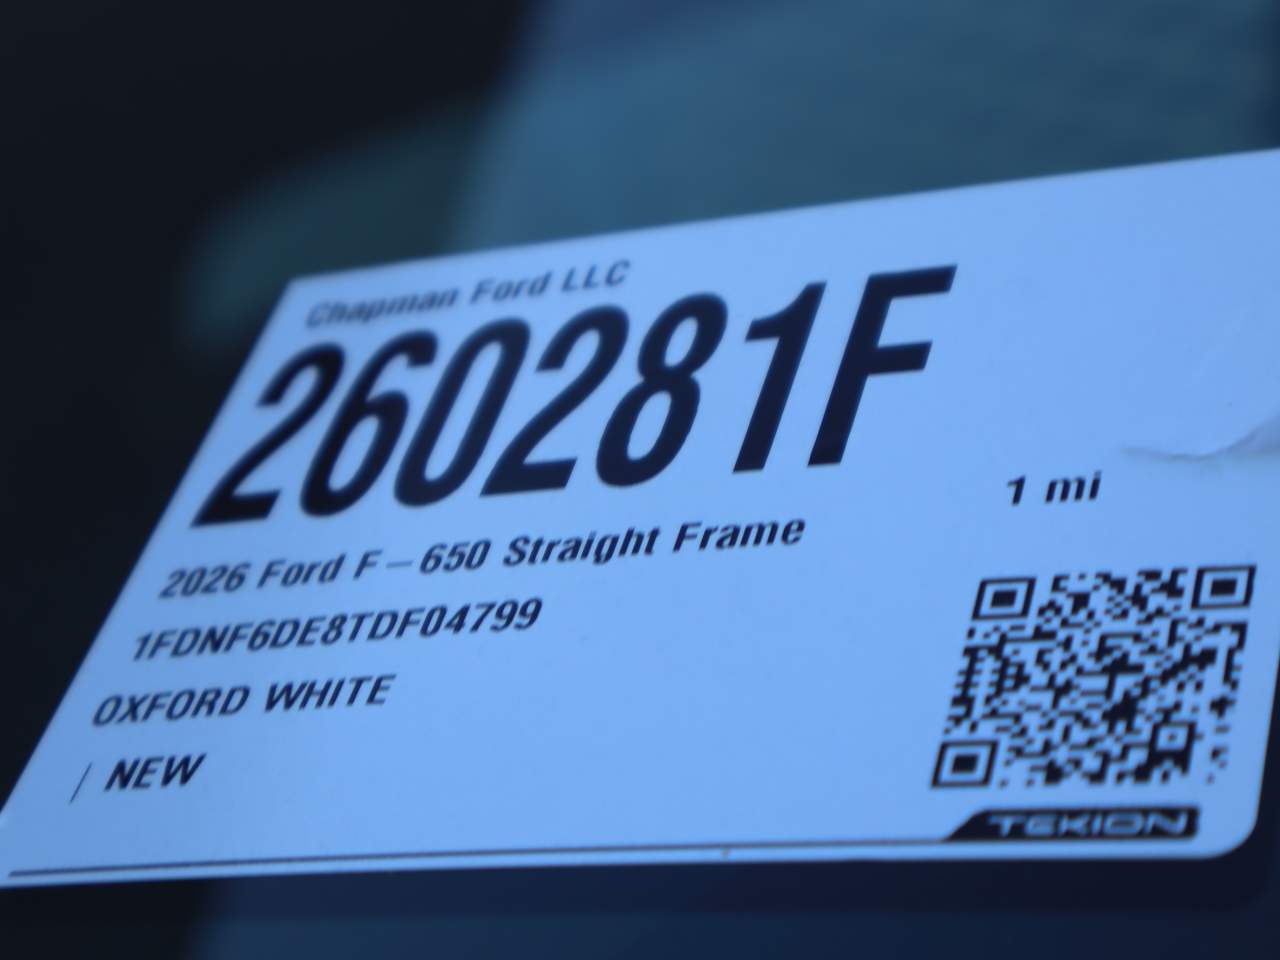 Chapman Ford LLC
260281F
1 mi
2026 Ford F-650 Straight Frame
1FDNF6DE8TDF04799
OXFORD WHITE
/ NEW
TEKION